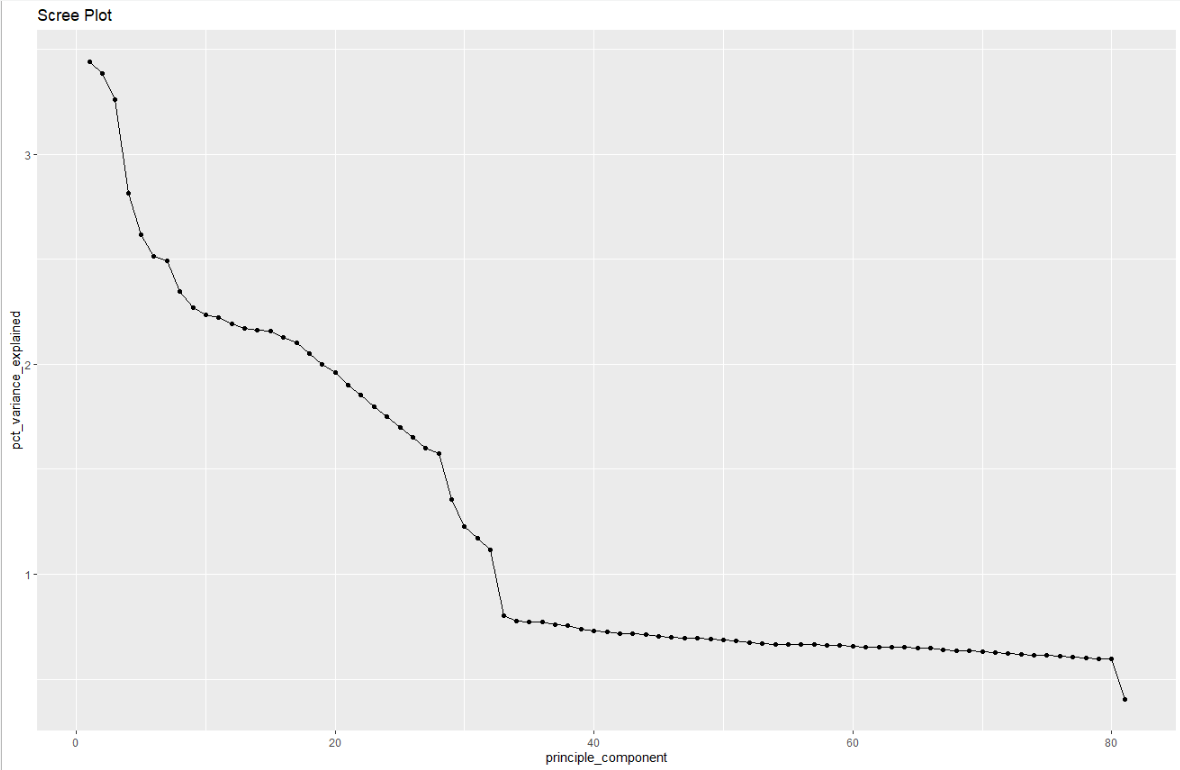 Scree Plot
3
2
1
pct_variance_explained
0 20 40 60 80
principle_component